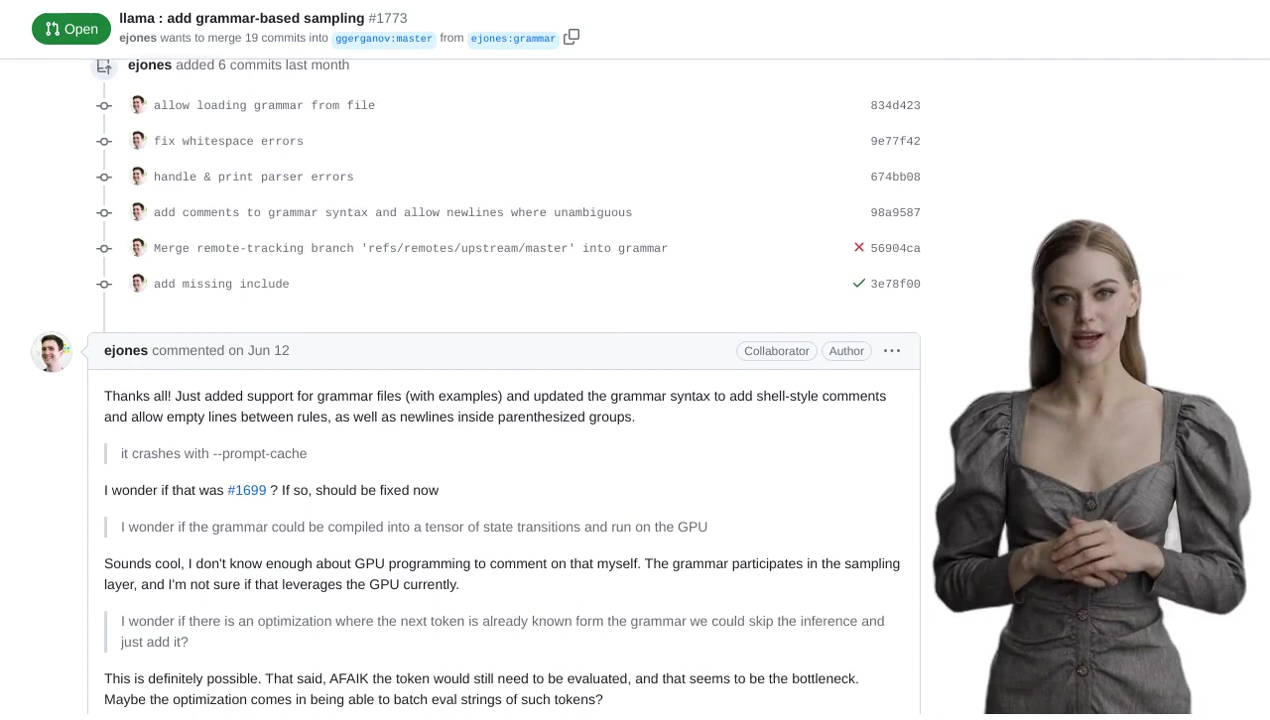 Open
llama : add grammar-based sampling #1773
ejones wants to merge 19 commits into ggerganov:master from ejones:grammar
ejones added 6 commits last month
allow loading grammar from file 834d423
fix whitespace errors 9e77f42
handle & print parser errors 674bb08
add comments to grammar syntax and allow newlines where unambiguous 98a9587
Merge remote-tracking branch 'refs/remotes/upstream/master' into grammar 56904ca
add missing include 3e78f00
ejones commented on Jun 12 Collaborator Author
Thanks all! Just added support for grammar files (with examples) and updated the grammar syntax to add shell-style comments
and allow empty lines between rules, as well as newlines inside parenthesized groups.
it crashes with --prompt-cache
I wonder if that was #1699 ? If so, should be fixed now
I wonder if the grammar could be compiled into a tensor of state transitions and run on the GPU
Sounds cool, I don't know enough about GPU programming to comment on that myself. The grammar participates in the sampling
layer, and I'm not sure if that leverages the GPU currently.
I wonder if there is an optimization where the next token is already known form the grammar we could skip the inference and
just add it?
This is definitely possible. That said, AFAIK the token would still need to be evaluated, and that seems to be the bottleneck.
Maybe the optimization comes in being able to batch eval strings of such tokens?